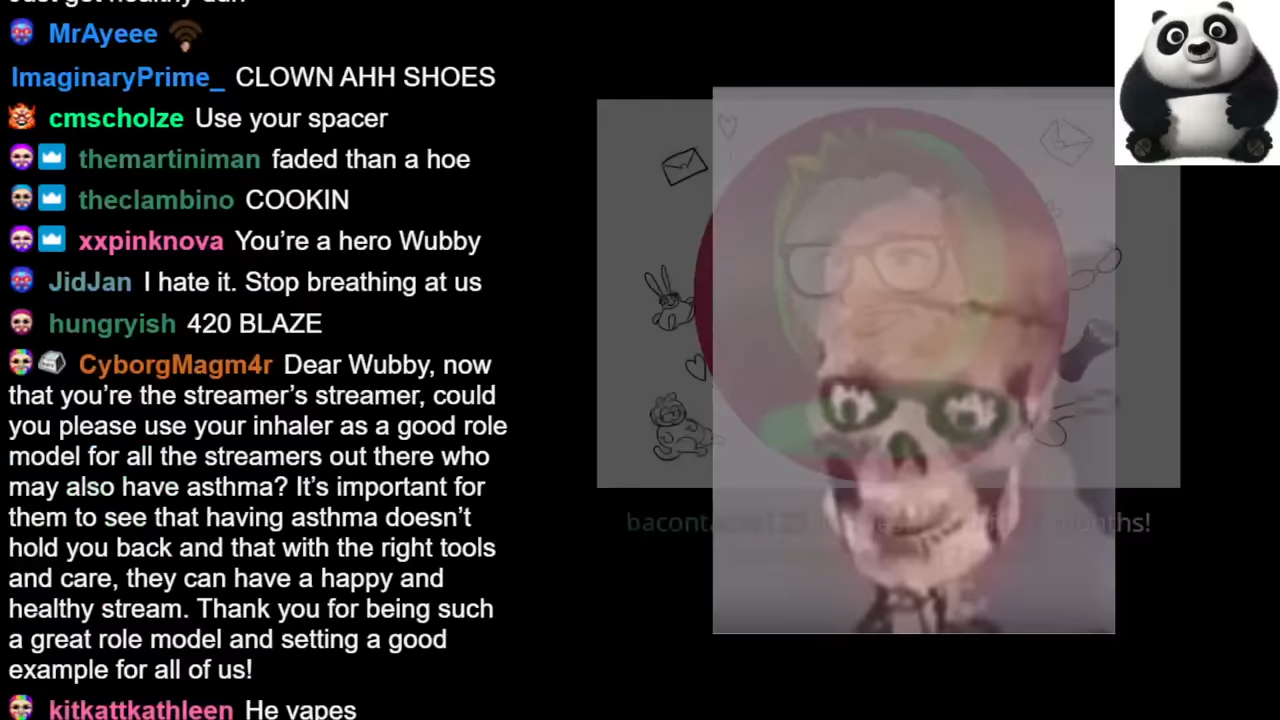 MrAyeee
ImaginaryPrime_ CLOWN AHH SHOES
cmscholze Use your spacer
themartiniman faded than a hoe
theclambino COOKIN
xxpinknova You're a hero Wubby
JidJan I hate it. Stop breathing at us
hungryish 420 BLAZE
CyborgMagm4r Dear Wubby, now
that you're the streamer's streamer, could
you please use your inhaler as a good role
model for all the streamers out there who
may also have asthma? It's important for
them to see that having asthma doesn't
hold you back and that with the right tools
and care, they can have a happy and
healthy stream. Thank you for being such
a great role model and setting a good
example for all of us!
kitkattkathleen He vapes